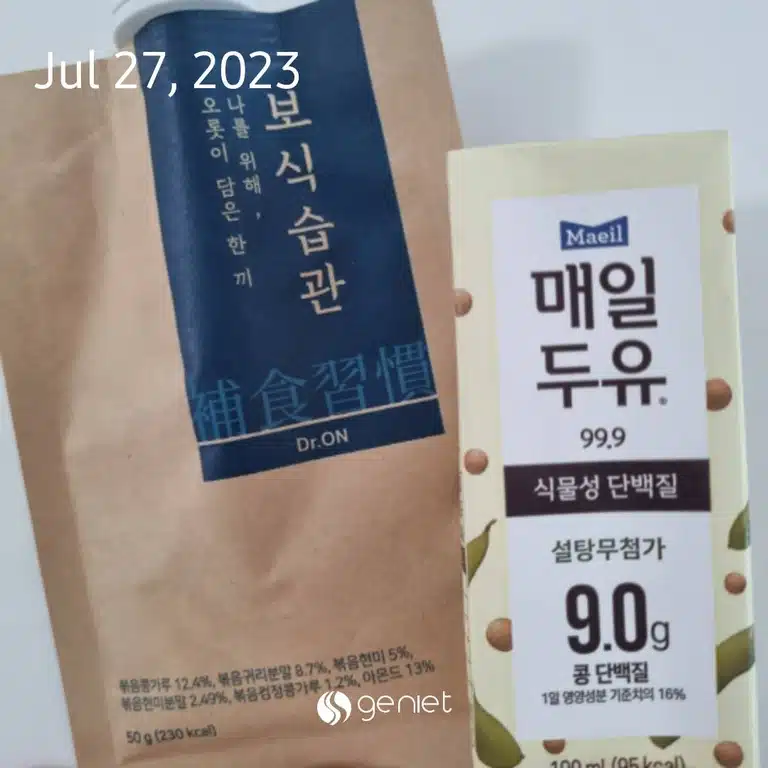 Jul 27, 2023
보식습관
나를 위해,
오롯이 담은 한 끼
補食習慣
Dr.ON
볶음콩가루 12.4%, 볶음귀리분말 8.7%, 볶음현미 5%,
볶음현미분말 2.49%, 볶음검정콩가루 1.2%, 아몬드 13%
50 g (230 kcal)
Maeil
매일
두유®
99.9
식물성 단백질
설탕무첨가
9.0g
콩 단백질
1일 영양성분 기준치의 16%
190 ml (95 kcal)
geniet